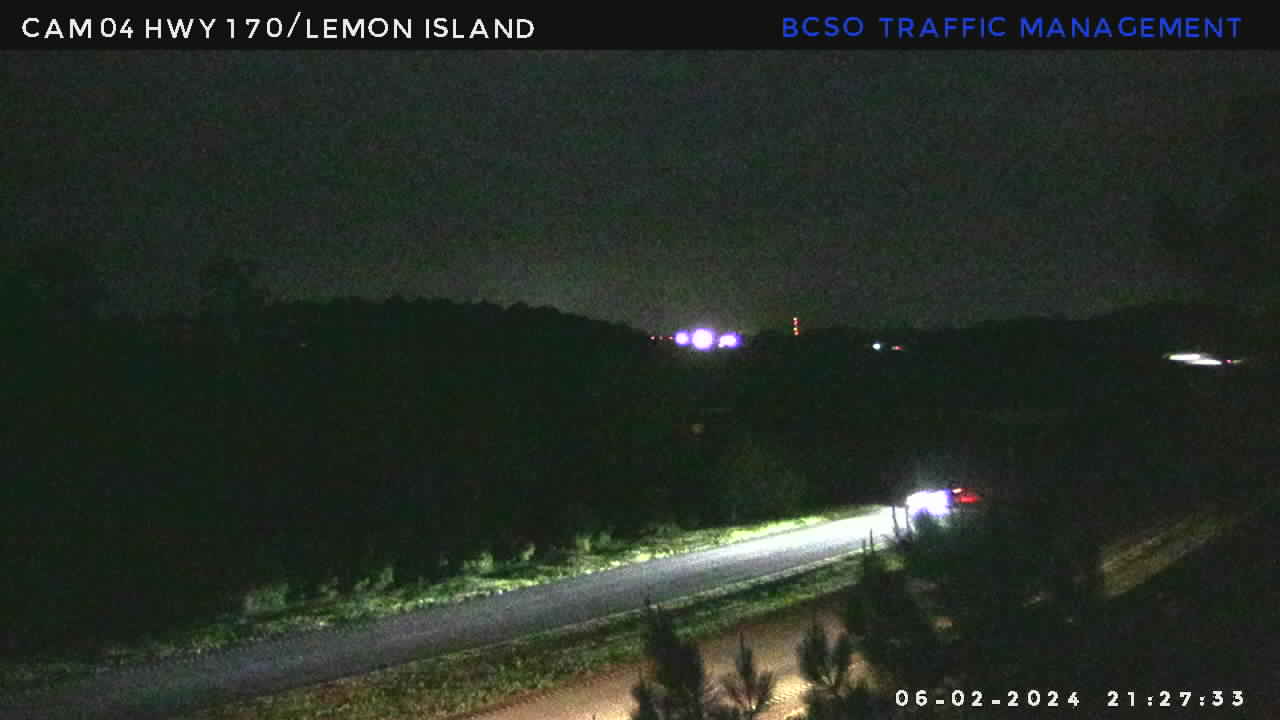 CAM04 HWY 170/LEMON ISLAND
BCSO TRAFFIC MANAGEMENT
06-02-2024 21:27:33